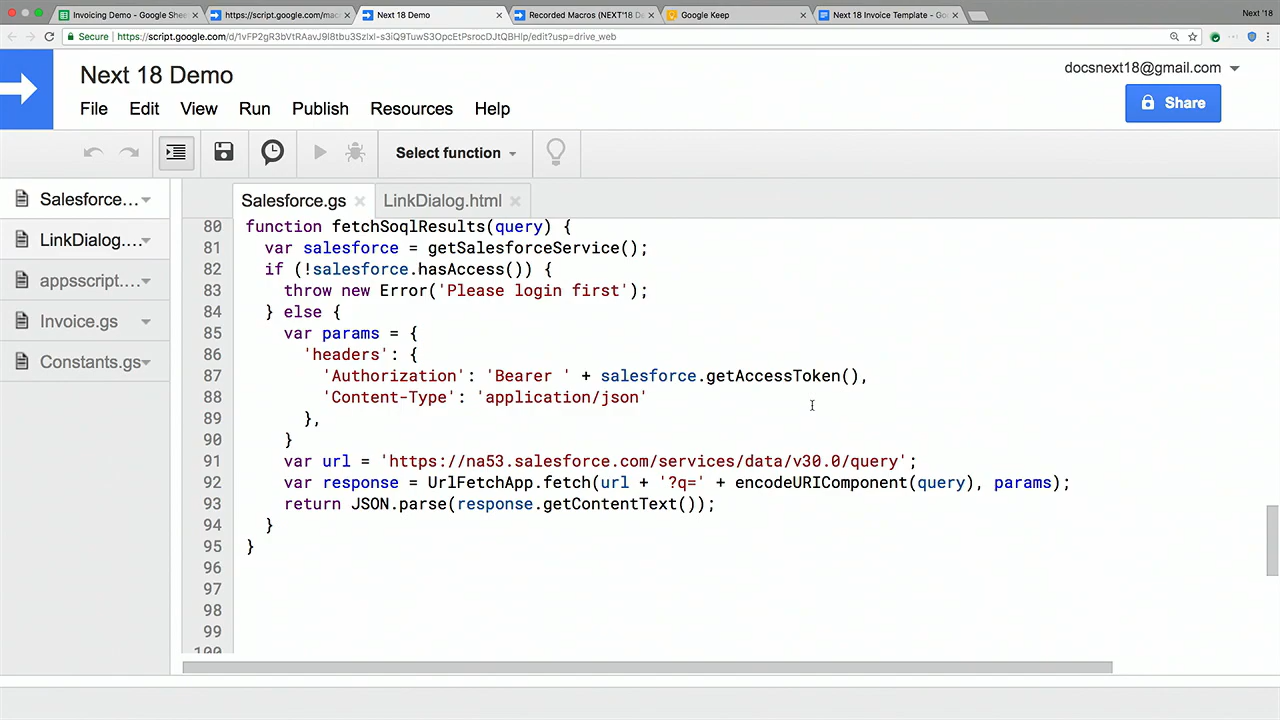 Invoicing Demo - Google Shee
https://script.google.com/mac
Next 18 Demo
Recorded Macros (NEXT'18 D
Google Keep
Next 18 Invoice Template - Go
Next '18
Secure
https://script.google.com/d/1vFP2gR3bVtRAavJ9I8tbu3SzIxI-s3iQ9TuwS3OpcEtPsrocDJtQBHlp/edit?usp=drive_web
Next 18 Demo
docsnext18@gmail.com
File Edit View Run Publish Resources Help
Share
Select function
Salesforce...
LinkDialog....
appsscript....
Invoice.gs
Constants.gs
Salesforce.gs
LinkDialog.html
80 function fetchSoqlResults(query) {
81 var salesforce = getSalesforceService();
82 if (!salesforce.hasAccess()) {
83 throw new Error('Please login first');
84 } else {
85 var params = {
86 'headers': {
87 'Authorization': 'Bearer ' + salesforce.getAccessToken(),
88 'Content-Type': 'application/json'
89 },
90 }
91 var url = 'https://na53.salesforce.com/services/data/v30.0/query';
92 var response = UrlFetchApp.fetch(url + '?q=' + encodeURIComponent(query), params);
93 return JSON.parse(response.getContentText());
94 }
95 }
96
97
98
99
100